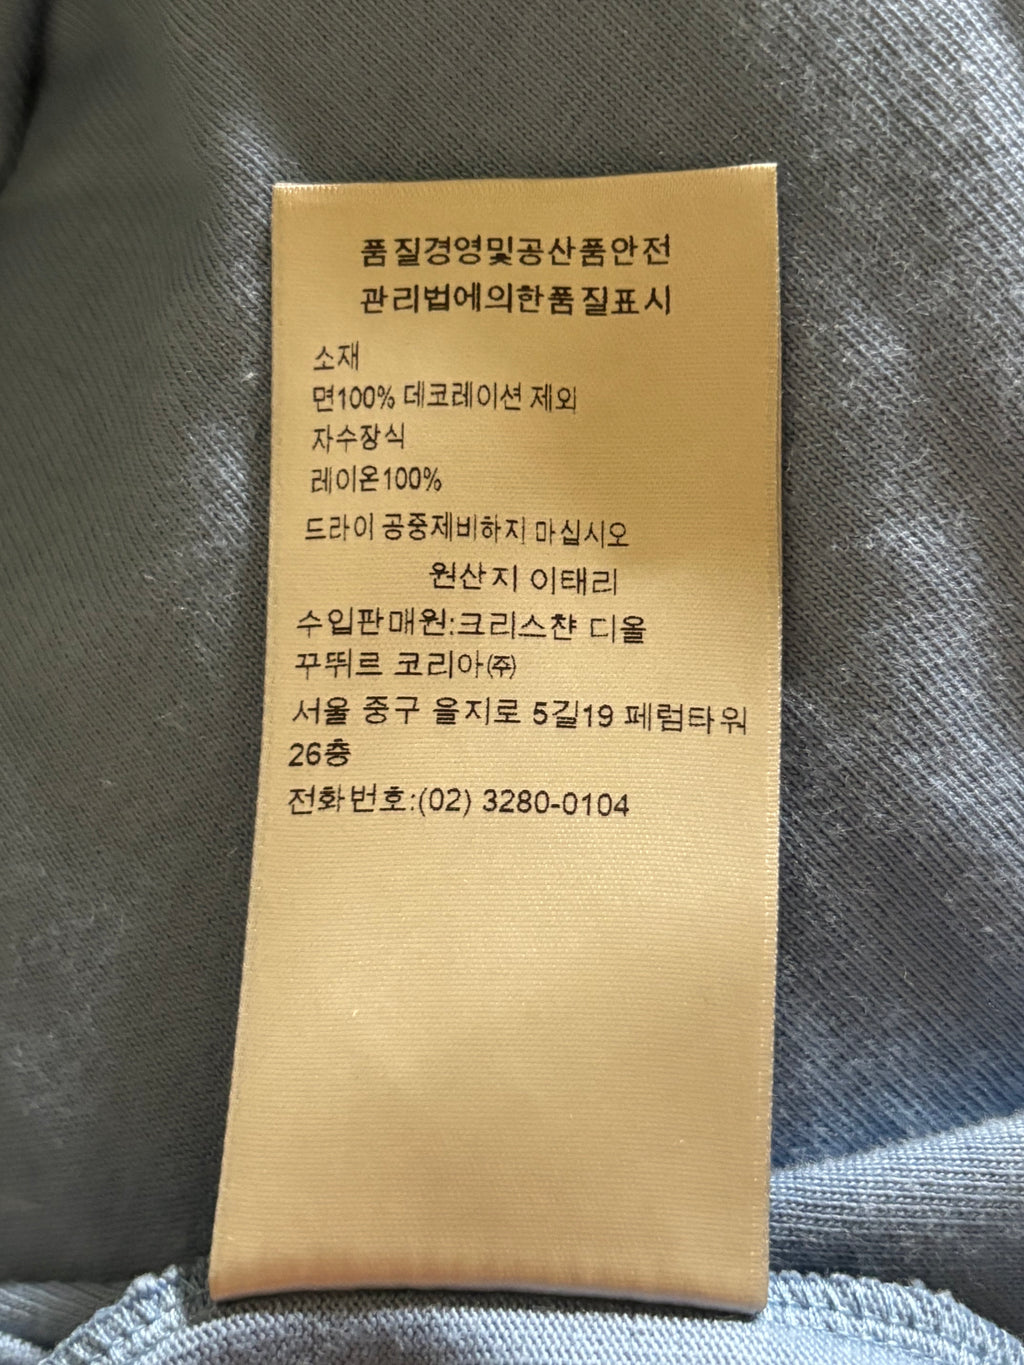 품질경영및공산품안전
관리법에의한품질표시
소재
면100% 데코레이션 제외
자수장식
레이온100%
드라이 공중제비하지 마십시오
원산지 이태리
수입판매원:크리스챤 디올
꾸뛰르 코리아㈜
서울 중구 을지로 5길19 페럼타워
26층
전화번호:(02) 3280-0104